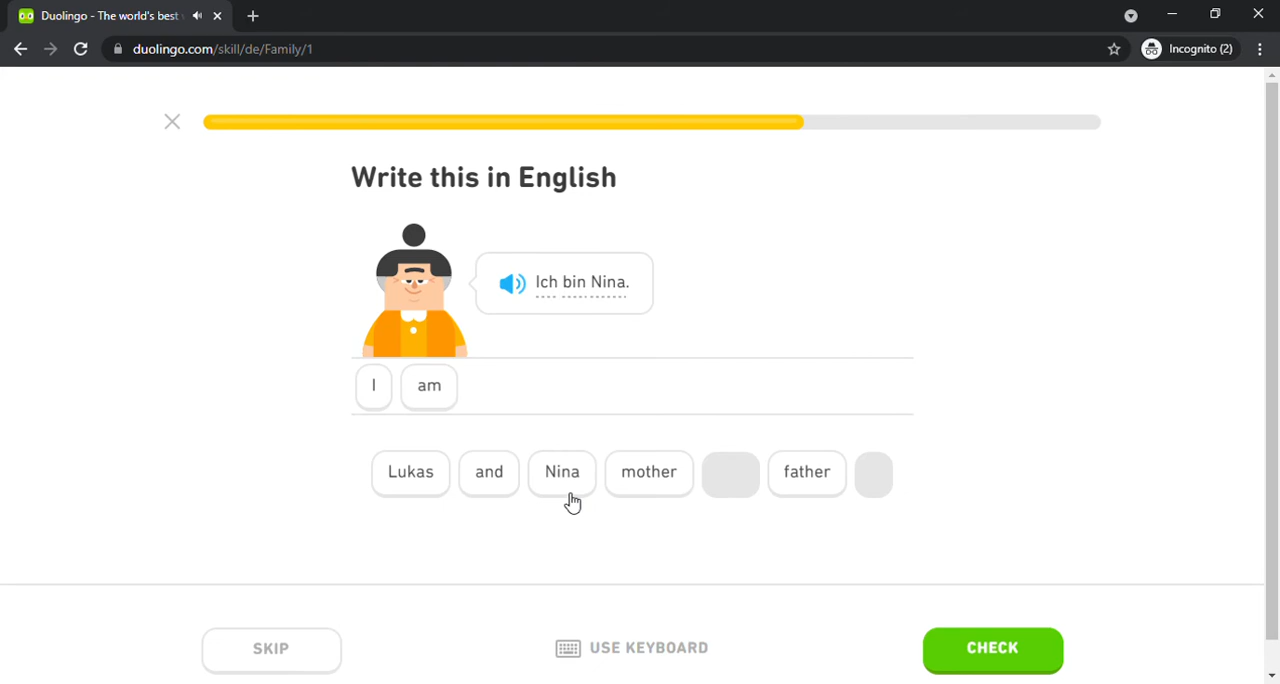 Duolingo - The world's best
duolingo.com/skill/de/Family/1
Incognito (2)
Write this in English
Ich bin Nina.
I am
Lukas and Nina mother father
SKIP USE KEYBOARD CHECK